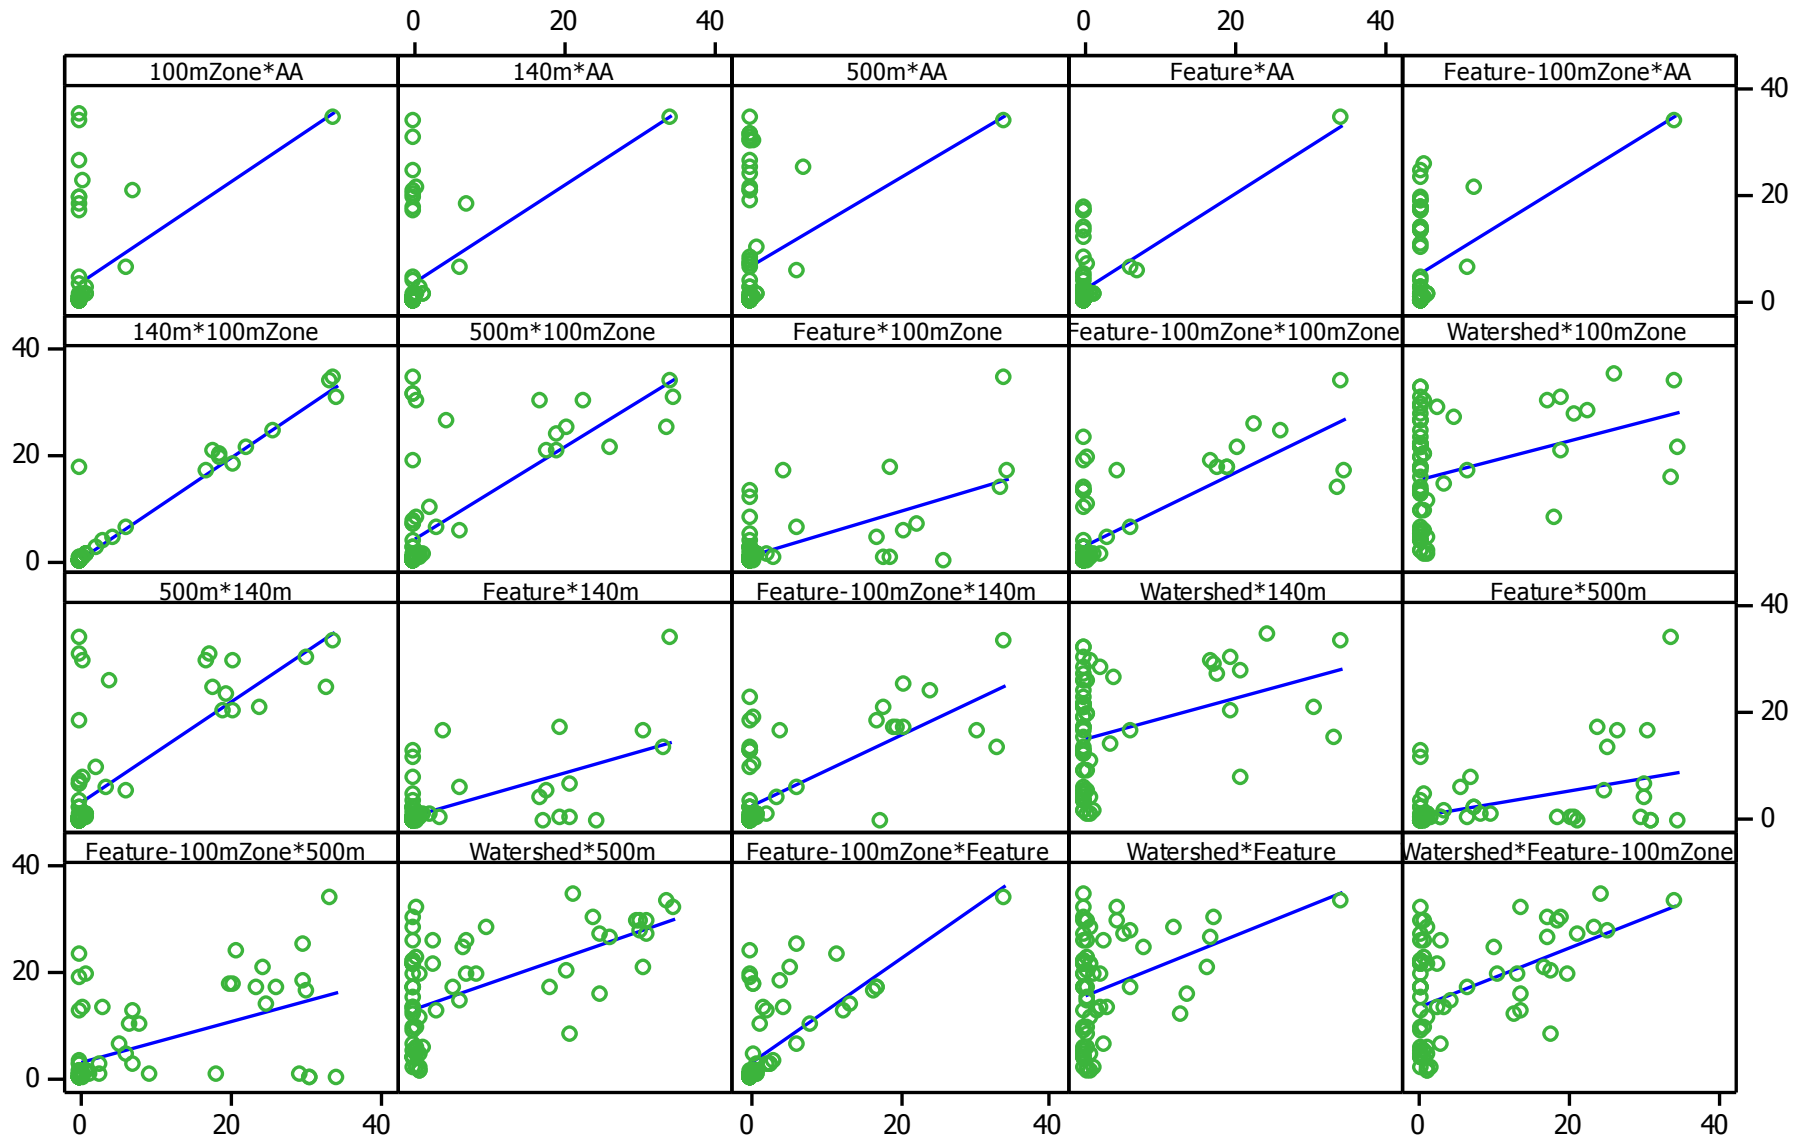 0 20 40 0 20 40
100mZone*AA 140m*AA 500m*AA Feature*AA Feature-100mZone*AA
40
20
0
140m*100mZone 500m*100mZone Feature*100mZone Feature-100mZone*100mZone Watershed*100mZone
40
20
0
500m*140m Feature*140m Feature-100mZone*140m Watershed*140m Feature*500m
40
20
0
Feature-100mZone*500m Watershed*500m Feature-100mZone*Feature Watershed*Feature Watershed*Feature-100mZone
40
20
0
0 20 40 0 20 40 0 20 40